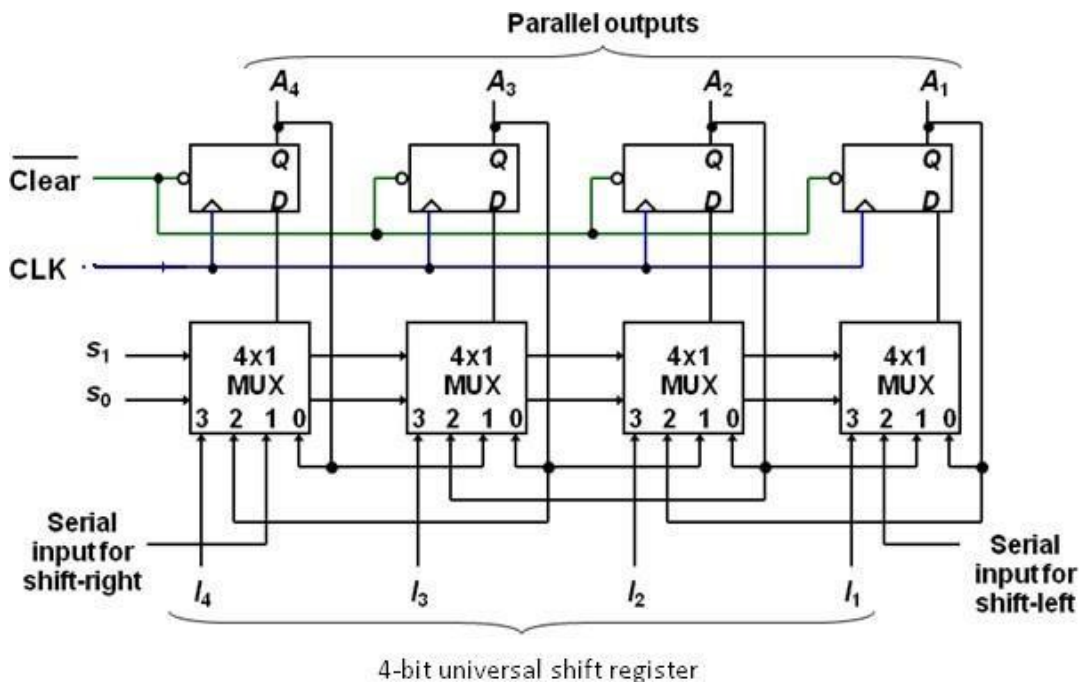 Parallel outputs
A4 A3 A2 A1
Q Q Q Q
Clear
D D D D
CLK
s1
4x1 4x1 4x1 4x1
MUX MUX MUX MUX
s0
3 2 1 0 3 2 1 0 3 2 1 0 3 2 1 0
Serial
input for
shift-right
I4 I3 I2 I1
Serial
input for
shift-left
4-bit universal shift register